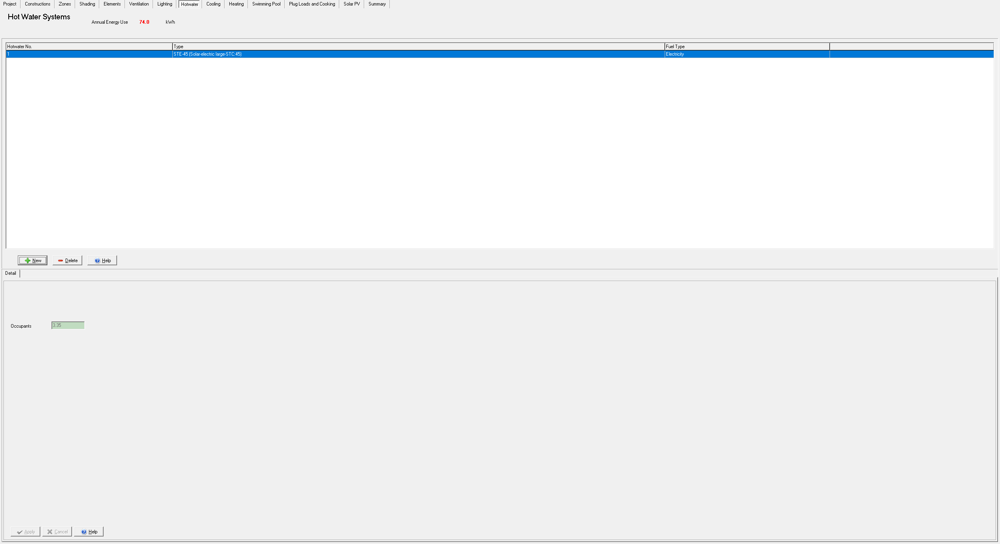 Project Constructions Zones Shading Elements Ventilation Lighting Hotwater Cooling Heating Swimming Pool Plug Loads and Cooking Solar PV Summary
Hot Water Systems
Annual Energy Use 74.0 kWh
Hotwater No. Type Fuel Type
1 STE-45 (Solar-electric large-STC:45) Electricity
New Delete Help
Detail
Occupants 3.35
Apply Cancel Help